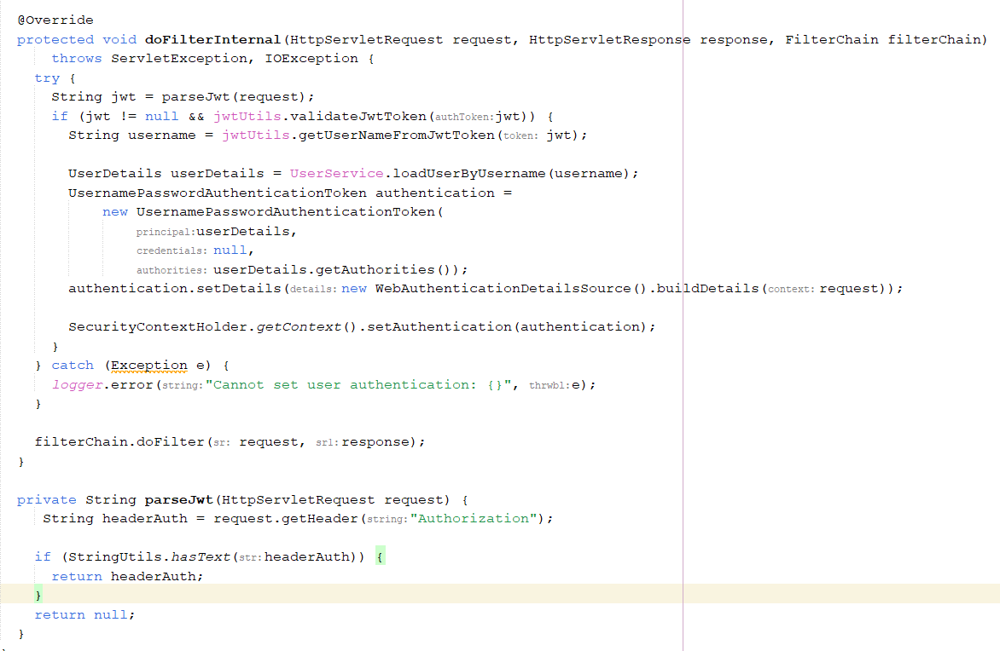 @Override
protected void doFilterInternal(HttpServletRequest request, HttpServletResponse response, FilterChain filterChain)
throws ServletException, IOException {
try {
String jwt = parseJwt(request);
if (jwt != null && jwtUtils.validateJwtToken(authToken: jwt)) {
String username = jwtUtils.getUserNameFromJwtToken(token: jwt);
UserDetails userDetails = UserService.loadUserByUsername(username);
UsernamePasswordAuthenticationToken authentication =
new UsernamePasswordAuthenticationToken(
principal: userDetails,
credentials: null,
authorities: userDetails.getAuthorities());
authentication.setDetails(details: new WebAuthenticationDetailsSource().buildDetails(context: request));
SecurityContextHolder.getContext().setAuthentication(authentication);
}
} catch (Exception e) {
logger.error(string: "Cannot set user authentication: {}", thrwbl: e);
}
filterChain.doFilter(sr: request, sr1: response);
}
private String parseJwt(HttpServletRequest request) {
String headerAuth = request.getHeader(string: "Authorization");
if (StringUtils.hasText(str: headerAuth)) {
return headerAuth;
}
return null;
}